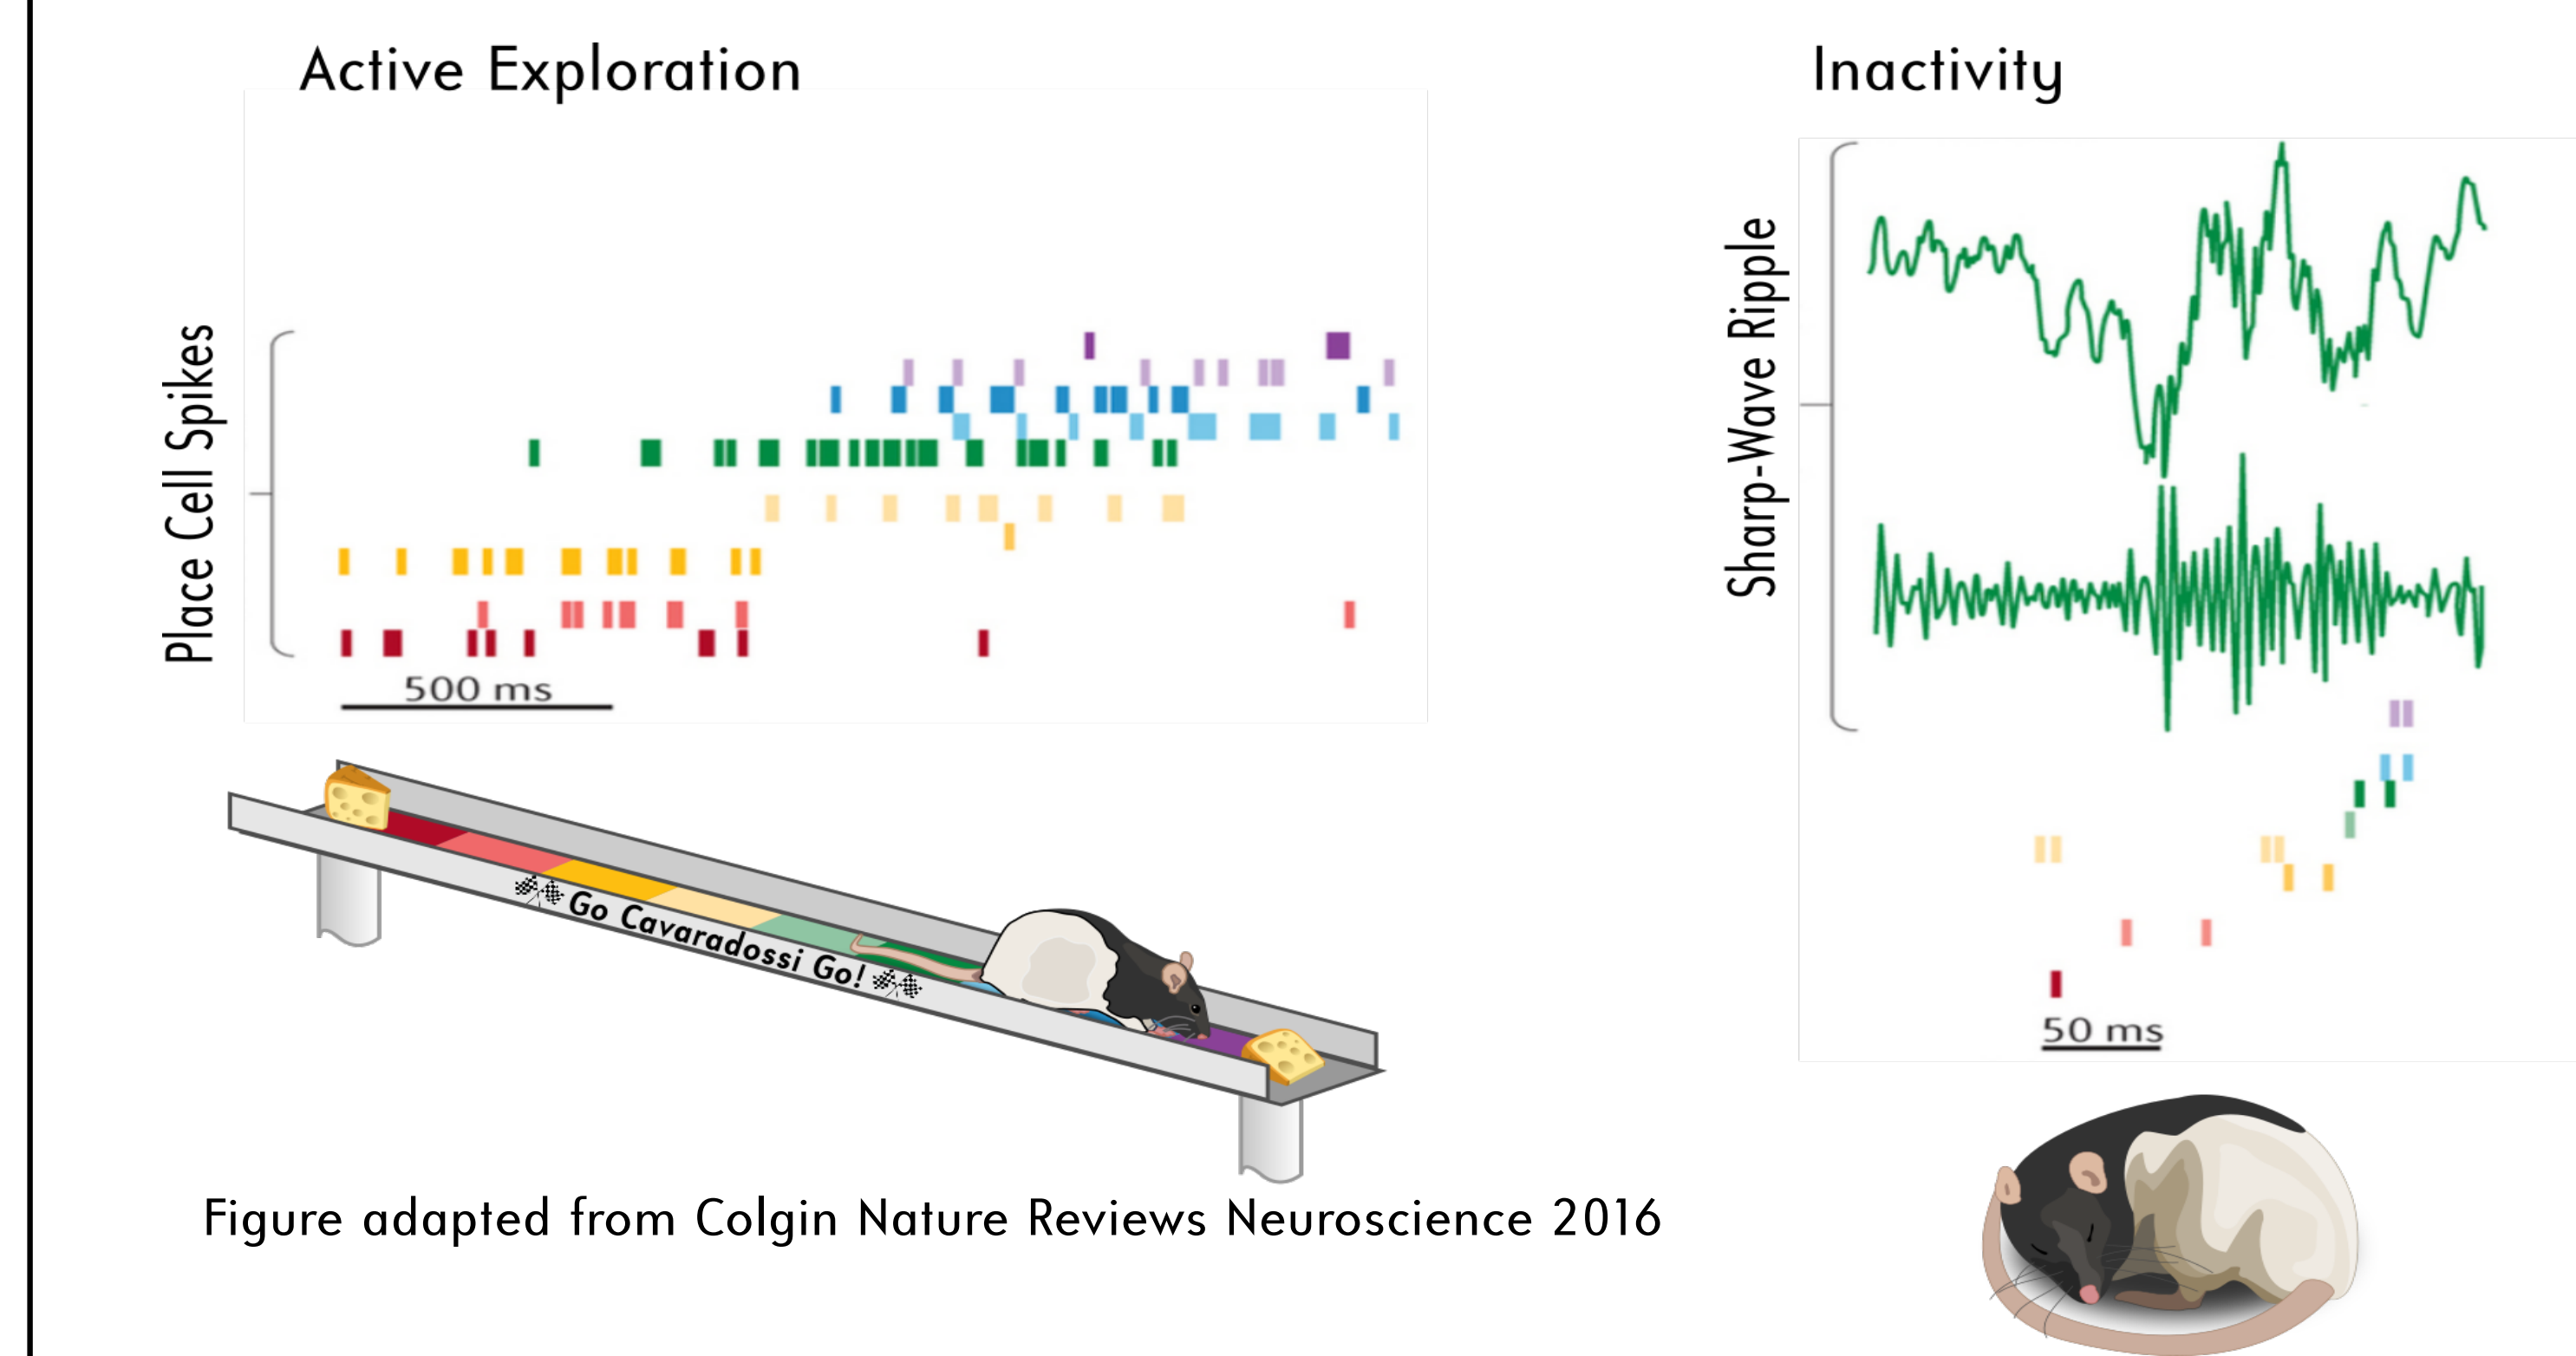 Active Exploration
Place Cell Spikes
500 ms
Go Cavaradossi Go!
Inactivity
Sharp-Wave Ripple
50 ms
Figure adapted from Colgin Nature Reviews Neuroscience 2016